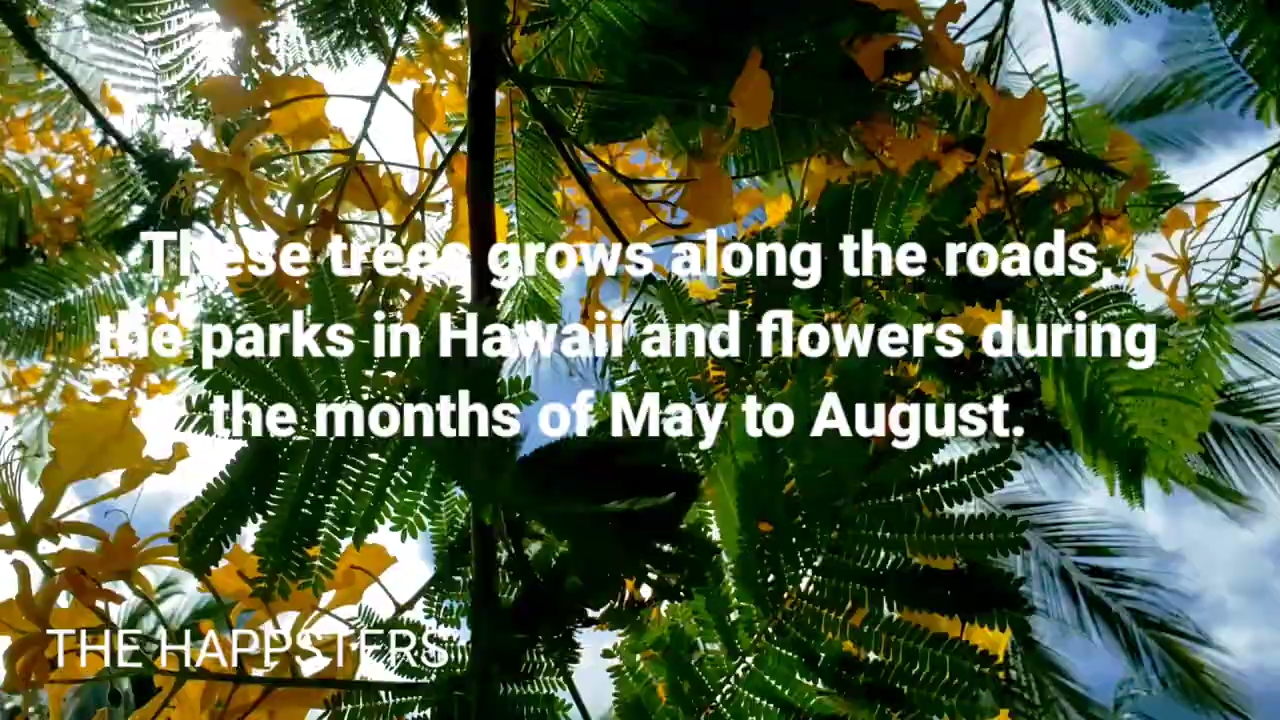 These trees grows along the roads,
the parks in Hawaii and flowers during
the months of May to August.
THE HAPPSTERS